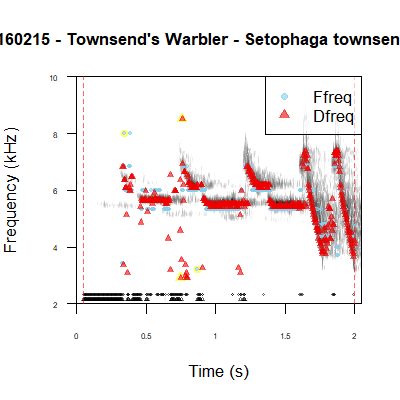 160215 - Townsend's Warbler - Setophaga townsen
Ffreq
Dfreq
Frequency (kHz)
10
8
6
4
2
0
0.5
1
1.5
2
Time (s)